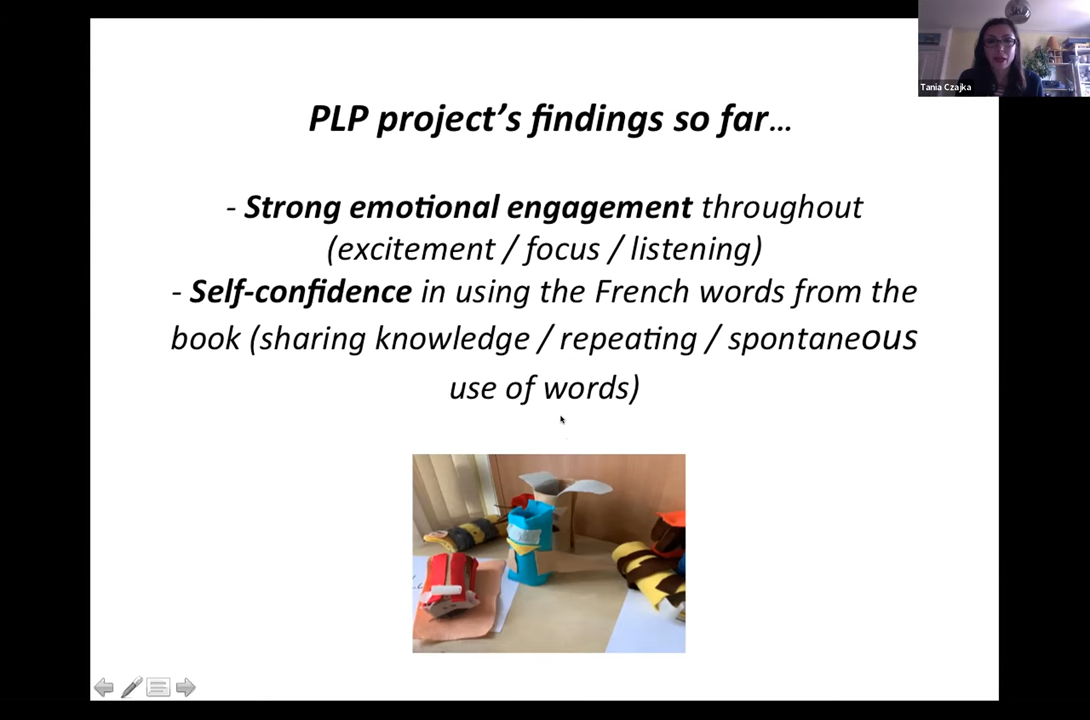 Tania Czajka
PLP project's findings so far...
- Strong emotional engagement throughout
(excitement / focus / listening)
- Self-confidence in using the French words from the
book (sharing knowledge / repeating / spontaneous
use of words)